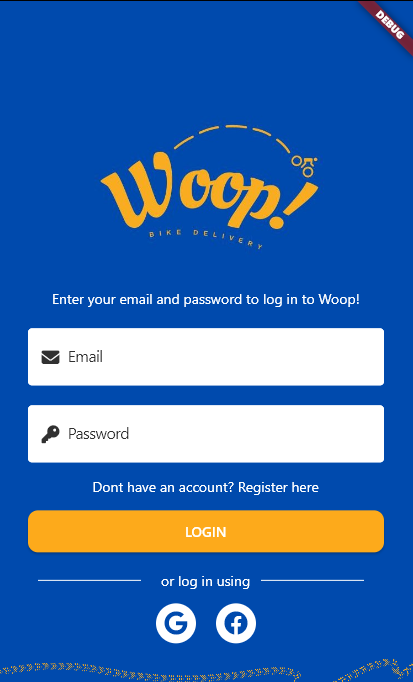 DEBUG
Woop!
BIKE DELIVERY
Enter your email and password to log in to Woop!
Email
Password
Dont have an account? Register here
LOGIN
or log in using